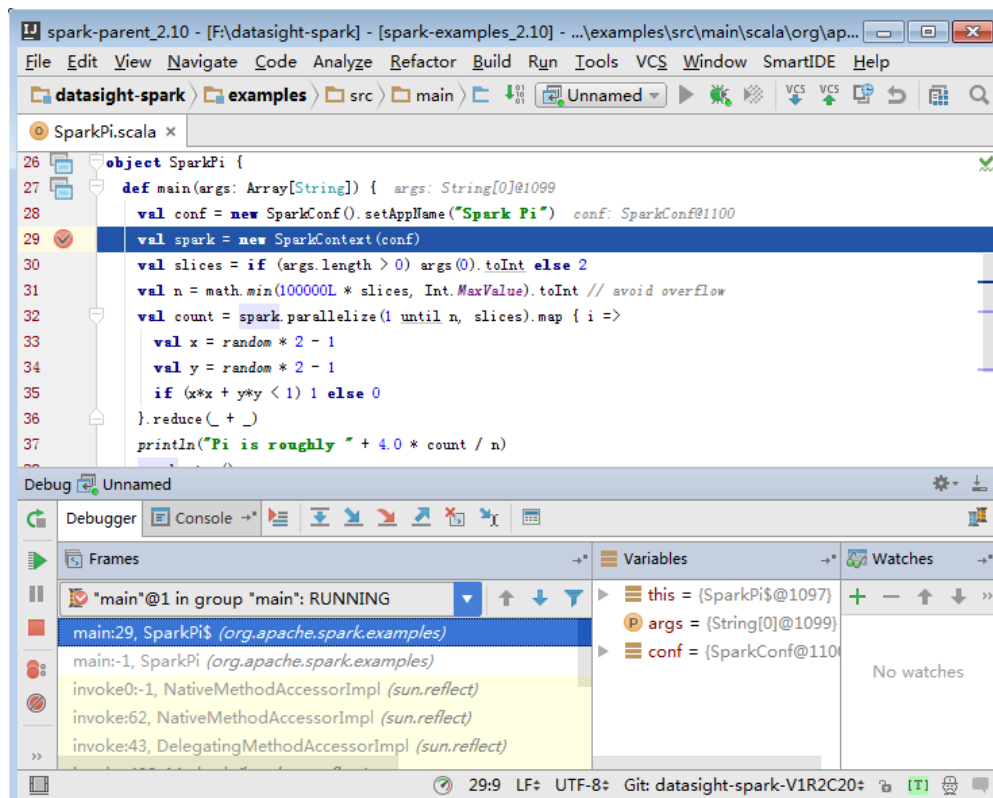 spark-parent_2.10 - [F:\datasight-spark] - [spark-examples_2.10] - ...\examples\src\main\scala\org\ap...
File Edit View Navigate Code Analyze Refactor Build Run Tools VCS Window SmartIDE Help
datasight-spark examples src main Unnamed VCS VCS
SparkPi.scala ×
26 object SparkPi {
27 def main(args: Array[String]) { args: String[0]@1099
28 val conf = new SparkConf().setAppName("Spark Pi") conf: SparkConf@1100
29 val spark = new SparkContext(conf)
30 val slices = if (args.length > 0) args(0).toInt else 2
31 val n = math.min(100000L * slices, Int.MaxValue).toInt // avoid overflow
32 val count = spark.parallelize(1 until n, slices).map { i =>
33 val x = random * 2 - 1
34 val y = random * 2 - 1
35 if (x*x + y*y < 1) 1 else 0
36 }.reduce(_ + _)
37 println("Pi is roughly " + 4.0 * count / n)
Debug Unnamed
Debugger Console
Frames Variables Watches
"main"@1 in group "main": RUNNING
main:29, SparkPi$ (org.apache.spark.examples)
main:-1, SparkPi (org.apache.spark.examples)
invoke0:-1, NativeMethodAccessorImpl (sun.reflect)
invoke:62, NativeMethodAccessorImpl (sun.reflect)
invoke:43, DelegatingMethodAccessorImpl (sun.reflect)
this = {SparkPi$@1097}
args = {String[0]@1099}
conf = {SparkConf@1100
No watches
29:9 LF UTF-8 Git: datasight-spark-V1R2C20 [T]